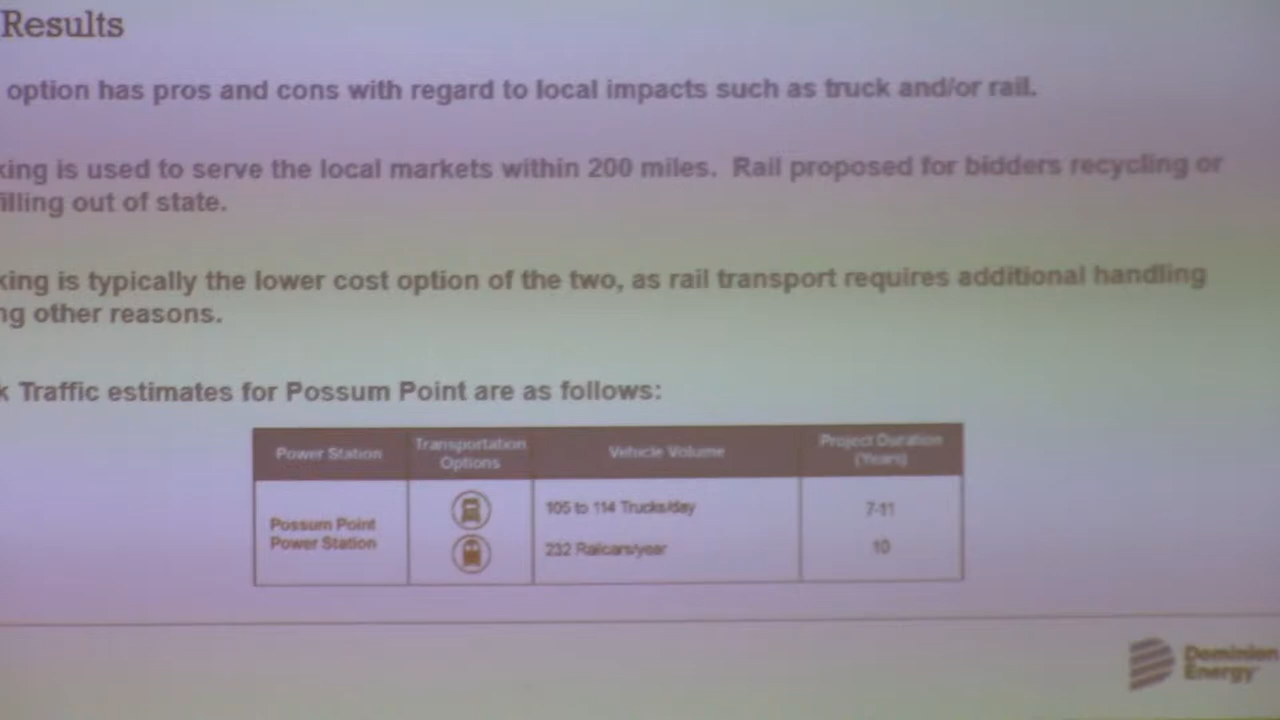 Results
option has pros and cons with regard to local impacts such as truck and/or rail.
king is used to serve the local markets within 200 miles. Rail proposed for bidders recycling or
illing out of state.
king is typically the lower cost option of the two, as rail transport requires additional handling
ng other reasons.
k Traffic estimates for Possum Point are as follows:
Power Station Transportation Options Vehicle Volume Project Duration (Years)
Possum Point Power Station
105 to 114 Trucks/day 7-11
232 Railcars/year 10
Dominion
Energy